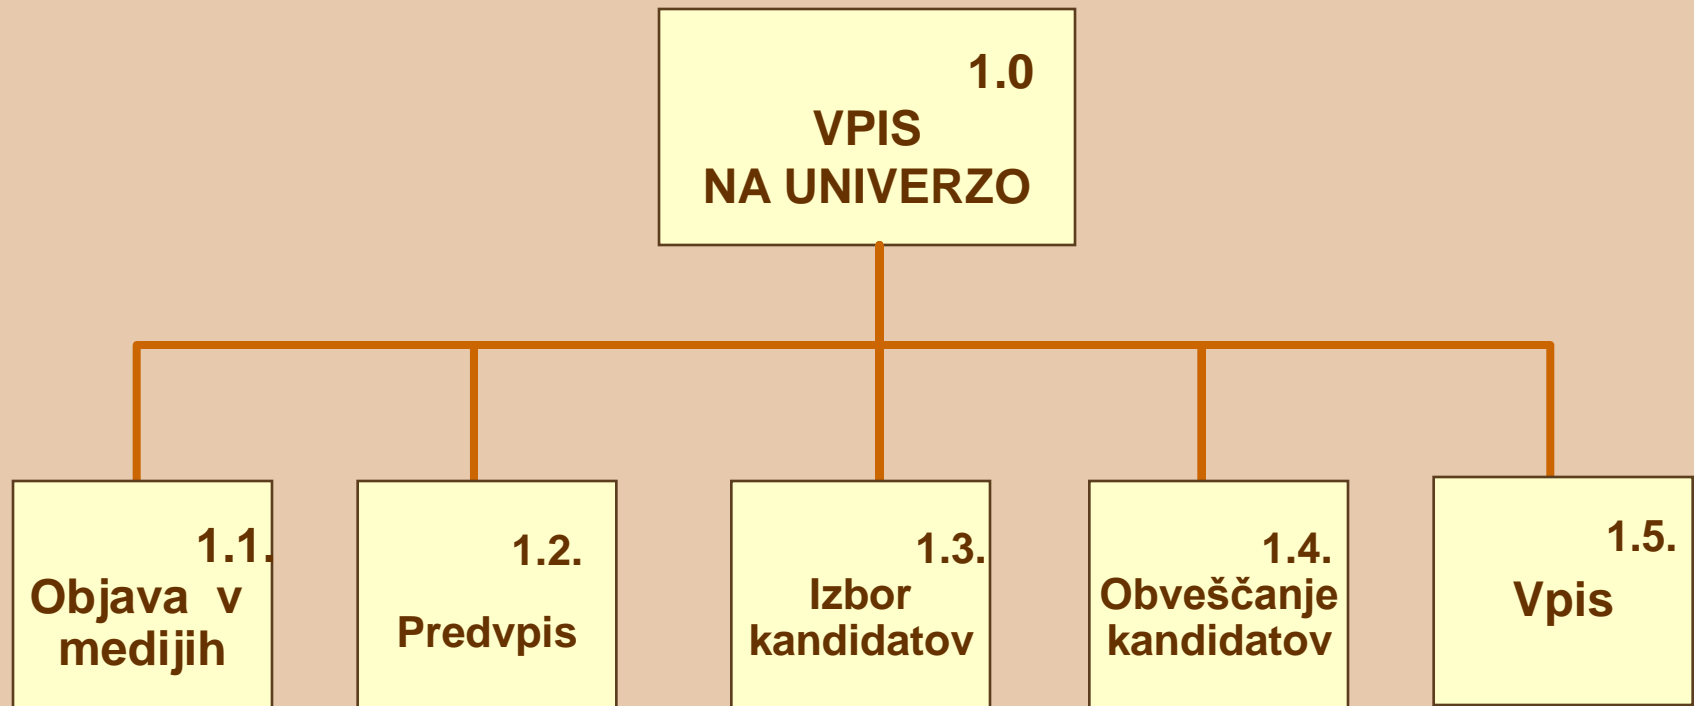 1.0
VPIS
NA UNIVERZO
1.1.
Objava v
medijih
1.2.
Predvpis
1.3.
Izbor
kandidatov
1.4.
Obveščanje
kandidatov
1.5.
Vpis